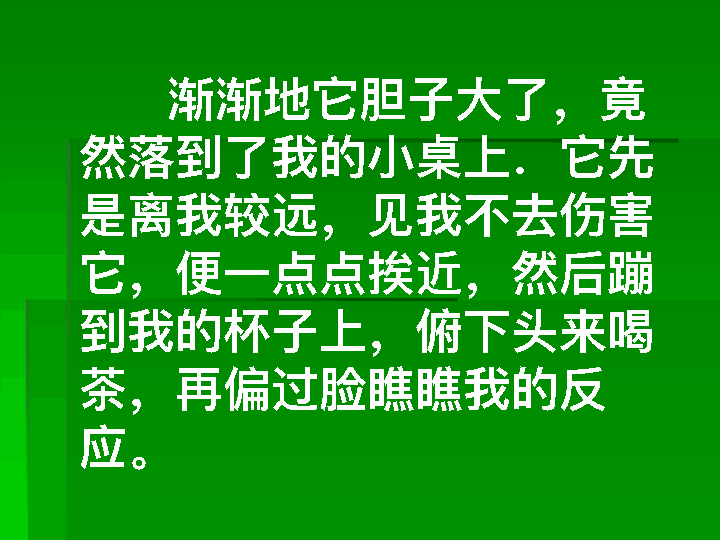 渐渐地它胆子大了，竟
然落到了我的小桌上．它先
是离我较远，见我不去伤害
它，便一点点挨近，然后蹦
到我的杯子上，俯下头来喝
茶，再偏过脸瞧瞧我的反
应。